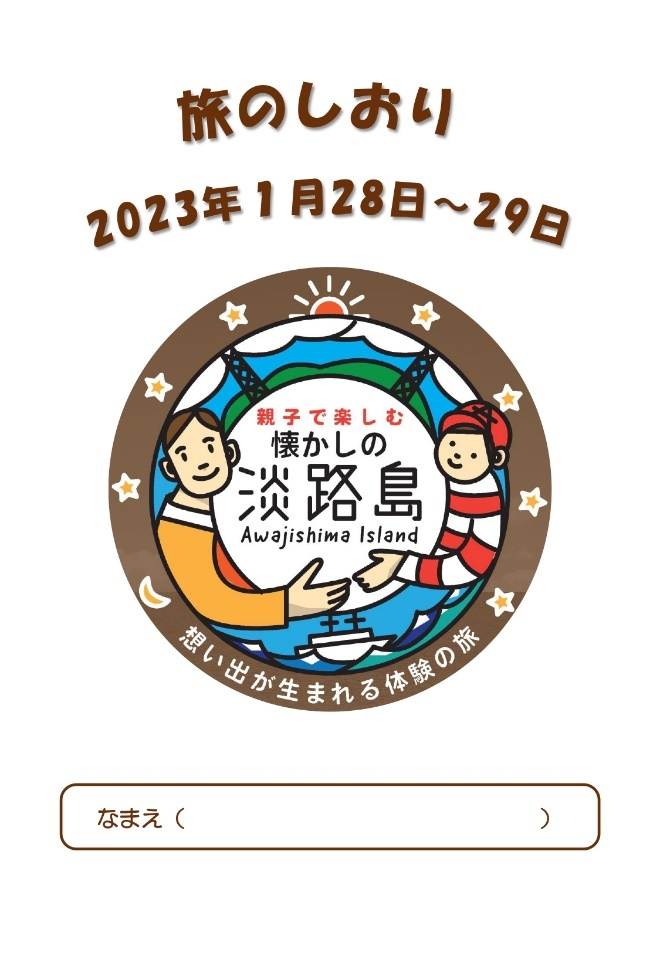 旅のしおり
2023年1月28日～29日
親子で楽しむ
懐かしの
淡路島
Awajishima Island
想い出が生まれる体験の旅
なまえ（　　　　　　　　　　）